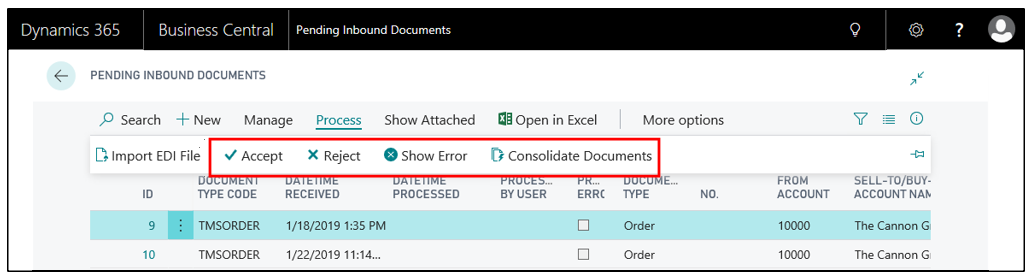 Dynamics 365 Business Central Pending Inbound Documents ?
PENDING INBOUND DOCUMENTS
Search + New Manage Process Show Attached Open in Excel More options
Import EDI File Accept Reject Show Error Consolidate Documents
DOCUMENT DATETIME DATETIME PROCES... PR... DOCUME... FROM SELL-TO/BUY-
ID TYPE CODE RECEIVED PROCESSED BY USER ERRC TYPE NO. ACCOUNT ACCOUNT NAM
9 TMSORDER 1/18/2019 1:35 PM Order 10000 The Cannon G
10 TMSORDER 1/22/2019 11:14... Order 10000 The Cannon G